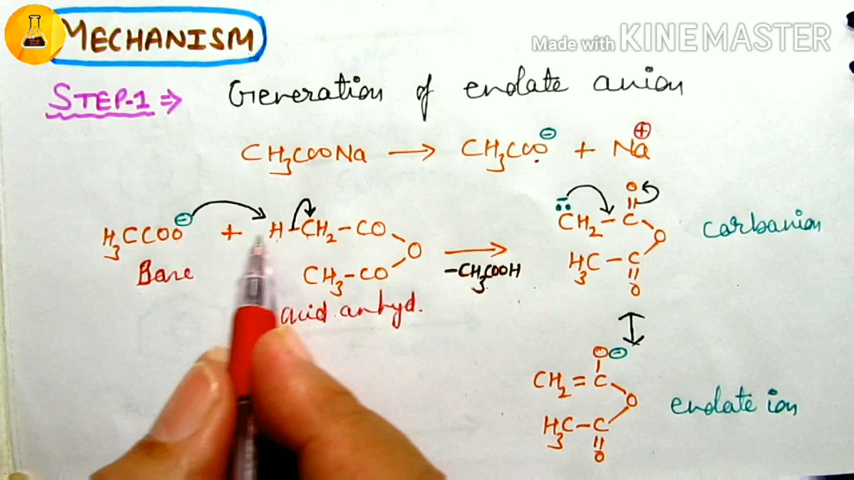 MECHANISM
Made with KINEMASTER
STEP-1 ⇒ Generation of enolate anion
CH₃COONa → CH₃COO⊖ + Na⊕
H₃CCOO⊖ + H–CH₂–CO
O
CH₃–CO
Base
acid anhyd.
→
–CH₃COOH
O
CH₂–C
O
H₃C–C
O
carbanion
O⊖
CH₂=C
O
H₃C–C
O
enolate ion